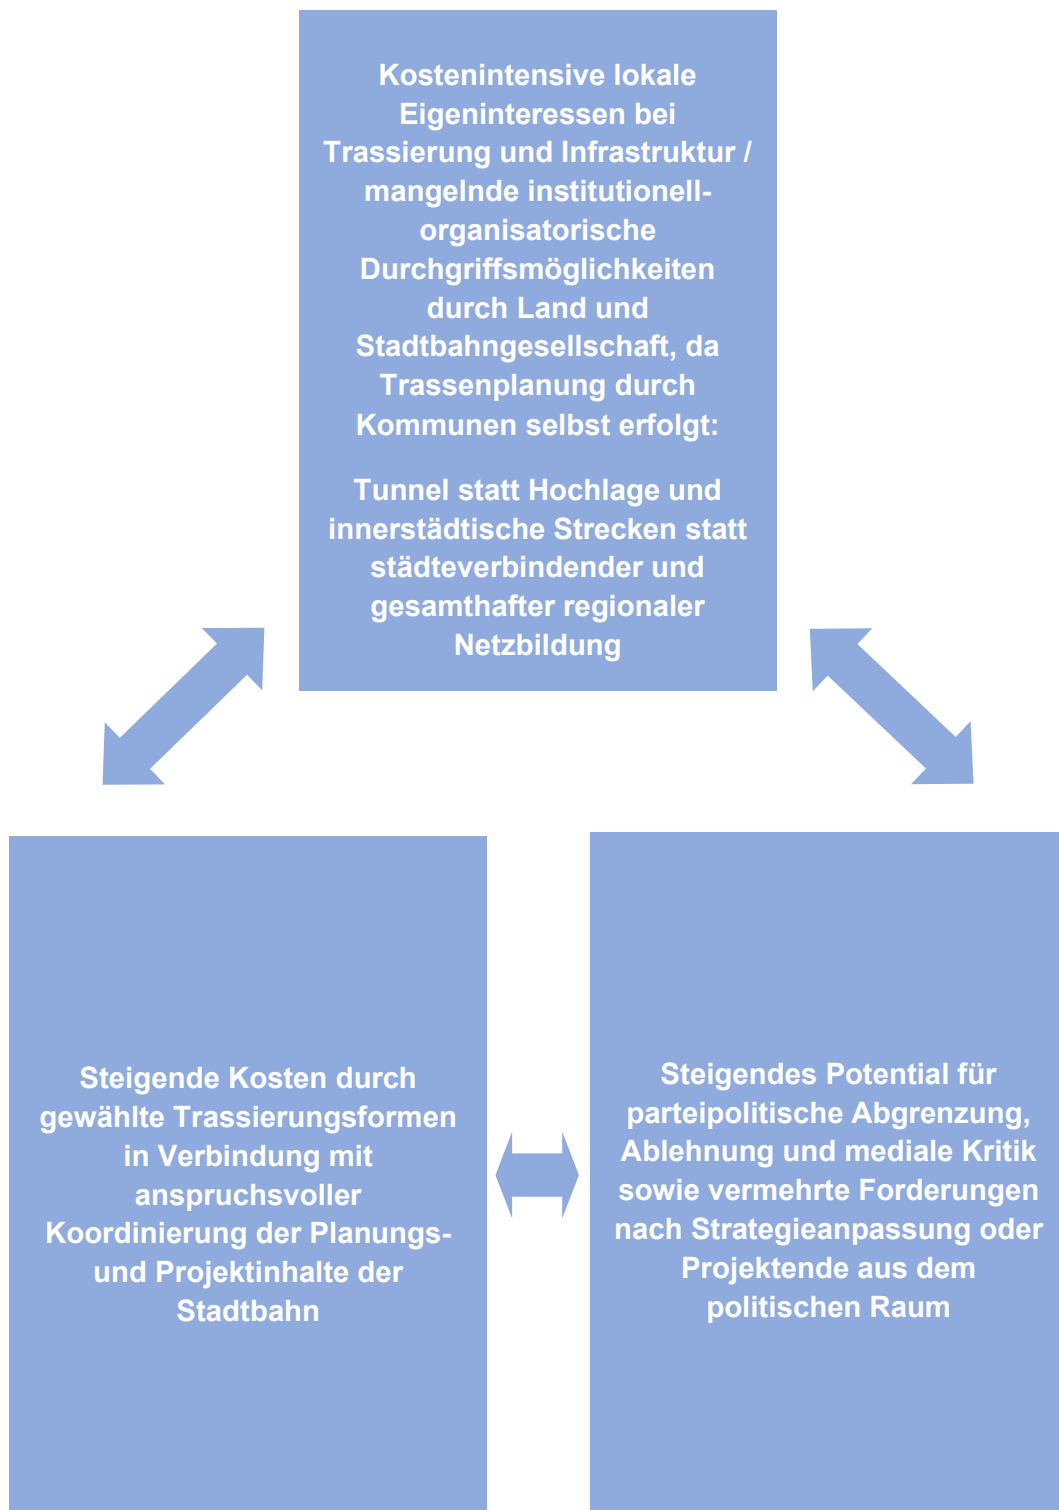 Kostenintensive lokale
Eigeninteressen bei
Trassierung und Infrastruktur /
mangelnde institutionell-
organisatorische
Durchgriffsmöglichkeiten
durch Land und
Stadtbahngesellschaft, da
Trassenplanung durch
Kommunen selbst erfolgt:
Tunnel statt Hochlage und
innerstädtische Strecken statt
städteverbindender und
gesamthafter regionaler
Netzbildung
Steigende Kosten durch
gewählte Trassierungsformen
in Verbindung mit
anspruchsvoller
Koordinierung der Planungs-
und Projektinhalte der
Stadtbahn
Steigendes Potential für
parteipolitische Abgrenzung,
Ablehnung und mediale Kritik
sowie vermehrte Forderungen
nach Strategieanpassung oder
Projektende aus dem
politischen Raum